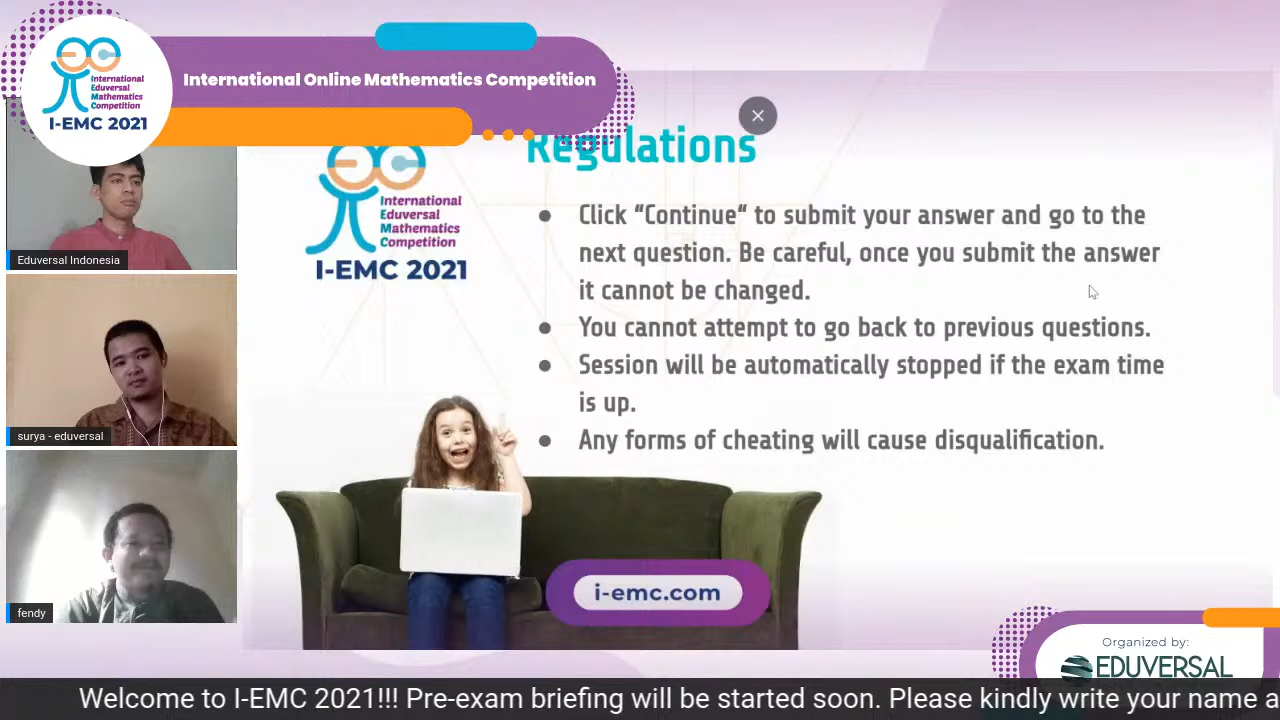 International Online Mathematics Competition
International
Eduversal
Mathematics
Competition
I-EMC 2021
Regulations
International
Eduversal
Mathematics
Competition
I-EMC 2021
● Click “Continue“ to submit your answer and go to the
next question. Be careful, once you submit the answer
it cannot be changed.
● You cannot attempt to go back to previous questions.
● Session will be automatically stopped if the exam time
is up.
● Any forms of cheating will cause disqualification.
Eduversal Indonesia
surya - eduversal
fendy
i-emc.com
Organized by:
EDUVERSAL
Welcome to I-EMC 2021!!! Pre-exam briefing will be started soon. Please kindly write your name a